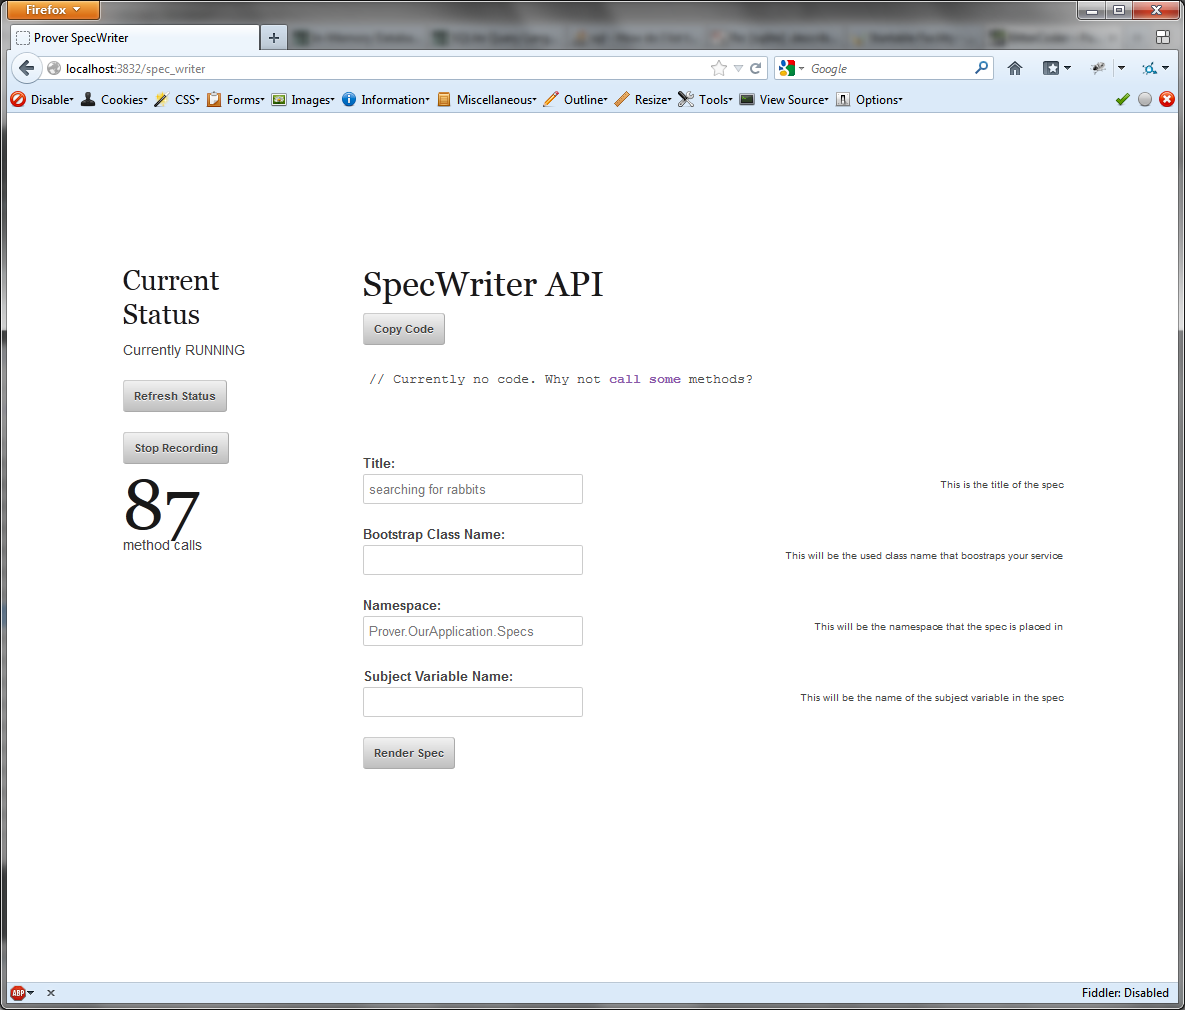 Firefox
Prover SpecWriter
localhost:3832/spec_writer
Google
Disable Cookies CSS Forms Images Information Miscellaneous Outline Resize Tools View Source Options
Current
Status
Currently RUNNING
Refresh Status
Stop Recording
87
method calls
SpecWriter API
Copy Code
// Currently no code. Why not call some methods?
Title:
searching for rabbits
This is the title of the spec
Bootstrap Class Name:
This will be the used class name that boostraps your service
Namespace:
Prover.OurApplication.Specs
This will be the namespace that the spec is placed in
Subject Variable Name:
This will be the name of the subject variable in the spec
Render Spec
ABP
Fiddler: Disabled